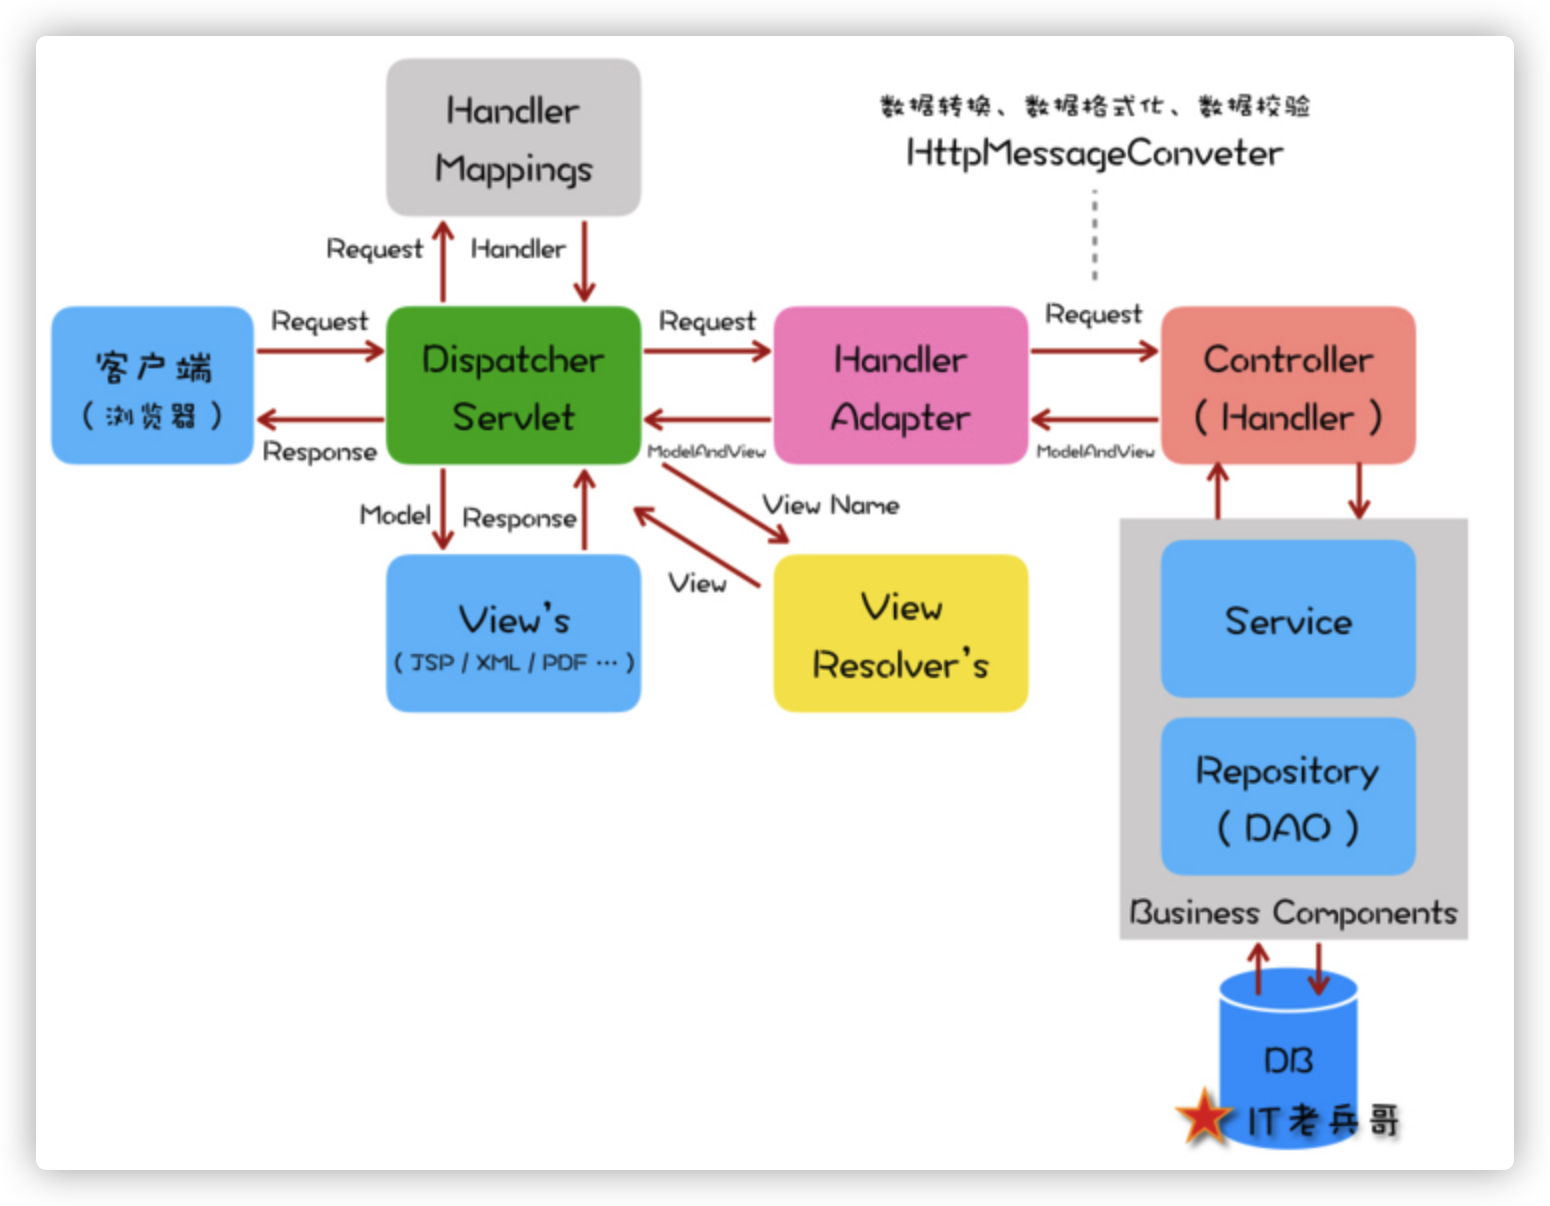 Handler
Mappings
数据转换、数据格式化、数据校验
HttpMessageConveter
Request
Handler
Request
Request
Request
客户端
(浏览器)
Dispatcher
Servlet
Handler
Adapter
Controller
( Handler )
Response
ModelAndView
ModelAndView
Model
Response
View Name
View
View's
( JSP / XML / PDF ··· )
View
Resolver's
Service
Repository
( DAO )
Business Components
DB
IT老兵哥